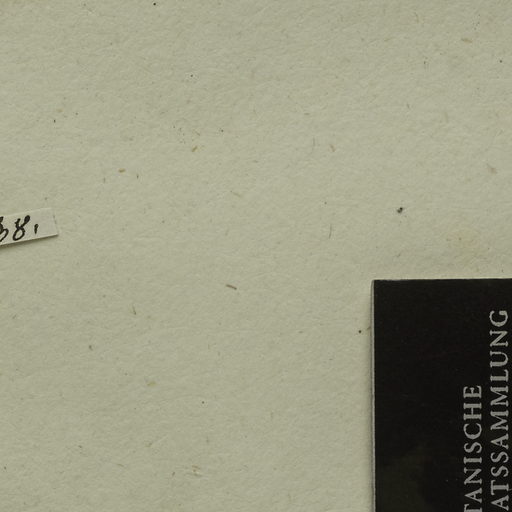 38.
TANISCHE
ATSSAMMLUNG